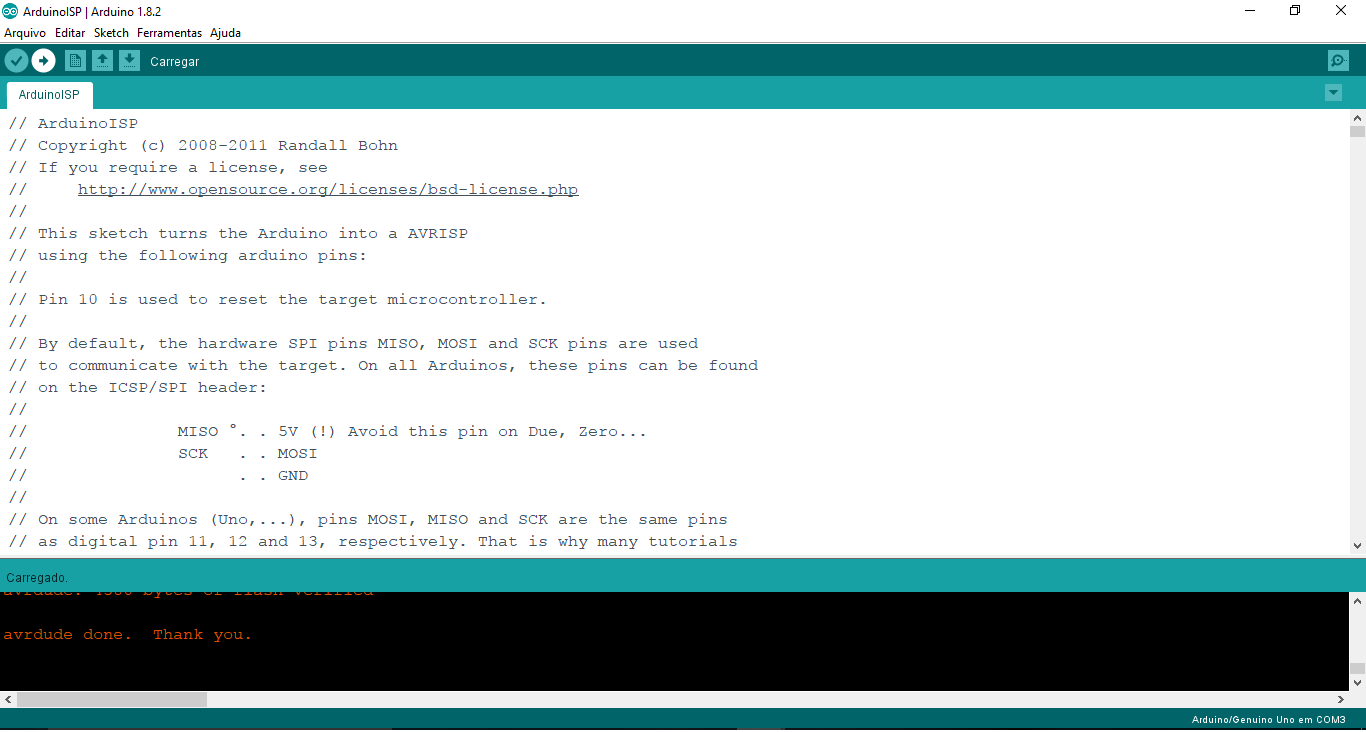 ArduinoISP | Arduino 1.8.2
Arquivo Editar Sketch Ferramentas Ajuda
Carregar
ArduinoISP
// ArduinoISP
// Copyright (c) 2008-2011 Randall Bohn
// If you require a license, see
// http://www.opensource.org/licenses/bsd-license.php
//
// This sketch turns the Arduino into a AVRISP
// using the following arduino pins:
//
// Pin 10 is used to reset the target microcontroller.
//
// By default, the hardware SPI pins MISO, MOSI and SCK pins are used
// to communicate with the target. On all Arduinos, these pins can be found
// on the ICSP/SPI header:
//
// MISO °. . 5V (!) Avoid this pin on Due, Zero...
// SCK . . MOSI
// . . GND
//
// On some Arduinos (Uno,...), pins MOSI, MISO and SCK are the same pins
// as digital pin 11, 12 and 13, respectively. That is why many tutorials
Carregado.
avrdude done. Thank you.
Arduino/Genuino Uno em COM3